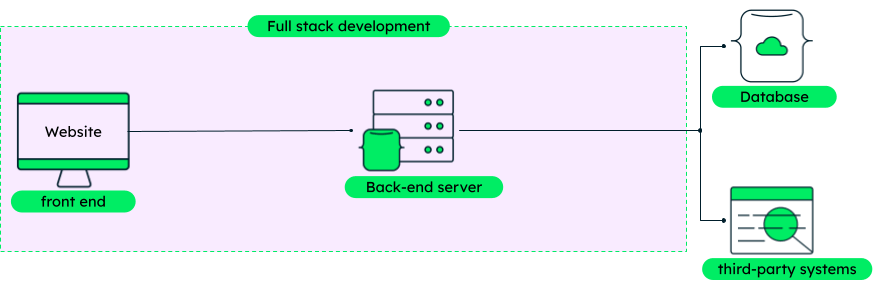 Full stack development
Website
front end
Back-end server
Database
third-party systems